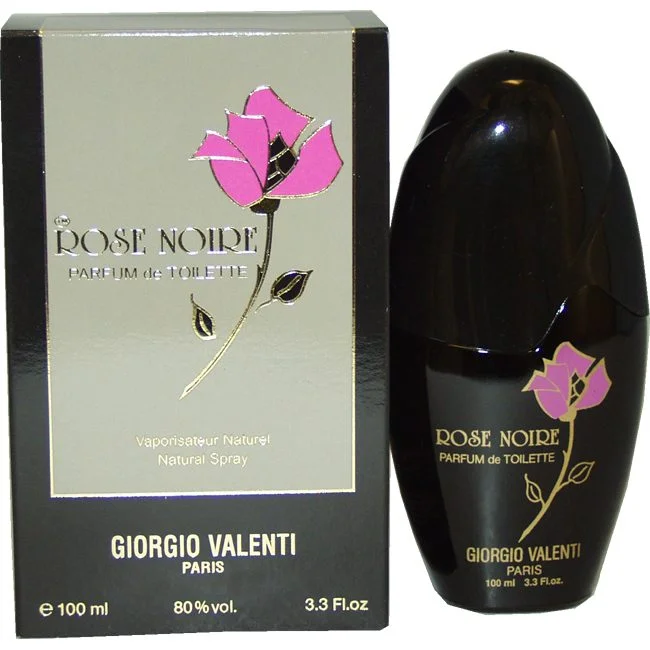 ROSE NOIRE
PARFUM de TOILETTE
Vaporisateur Naturel
Natural Spray
GIORGIO VALENTI
PARIS
e 100 ml 80% vol. 3.3 Fl.oz
ROSE NOIRE
PARFUM de TOILETTE
GIORGIO VALENTI
PARIS
100 ml 3.3 Fl.oz.